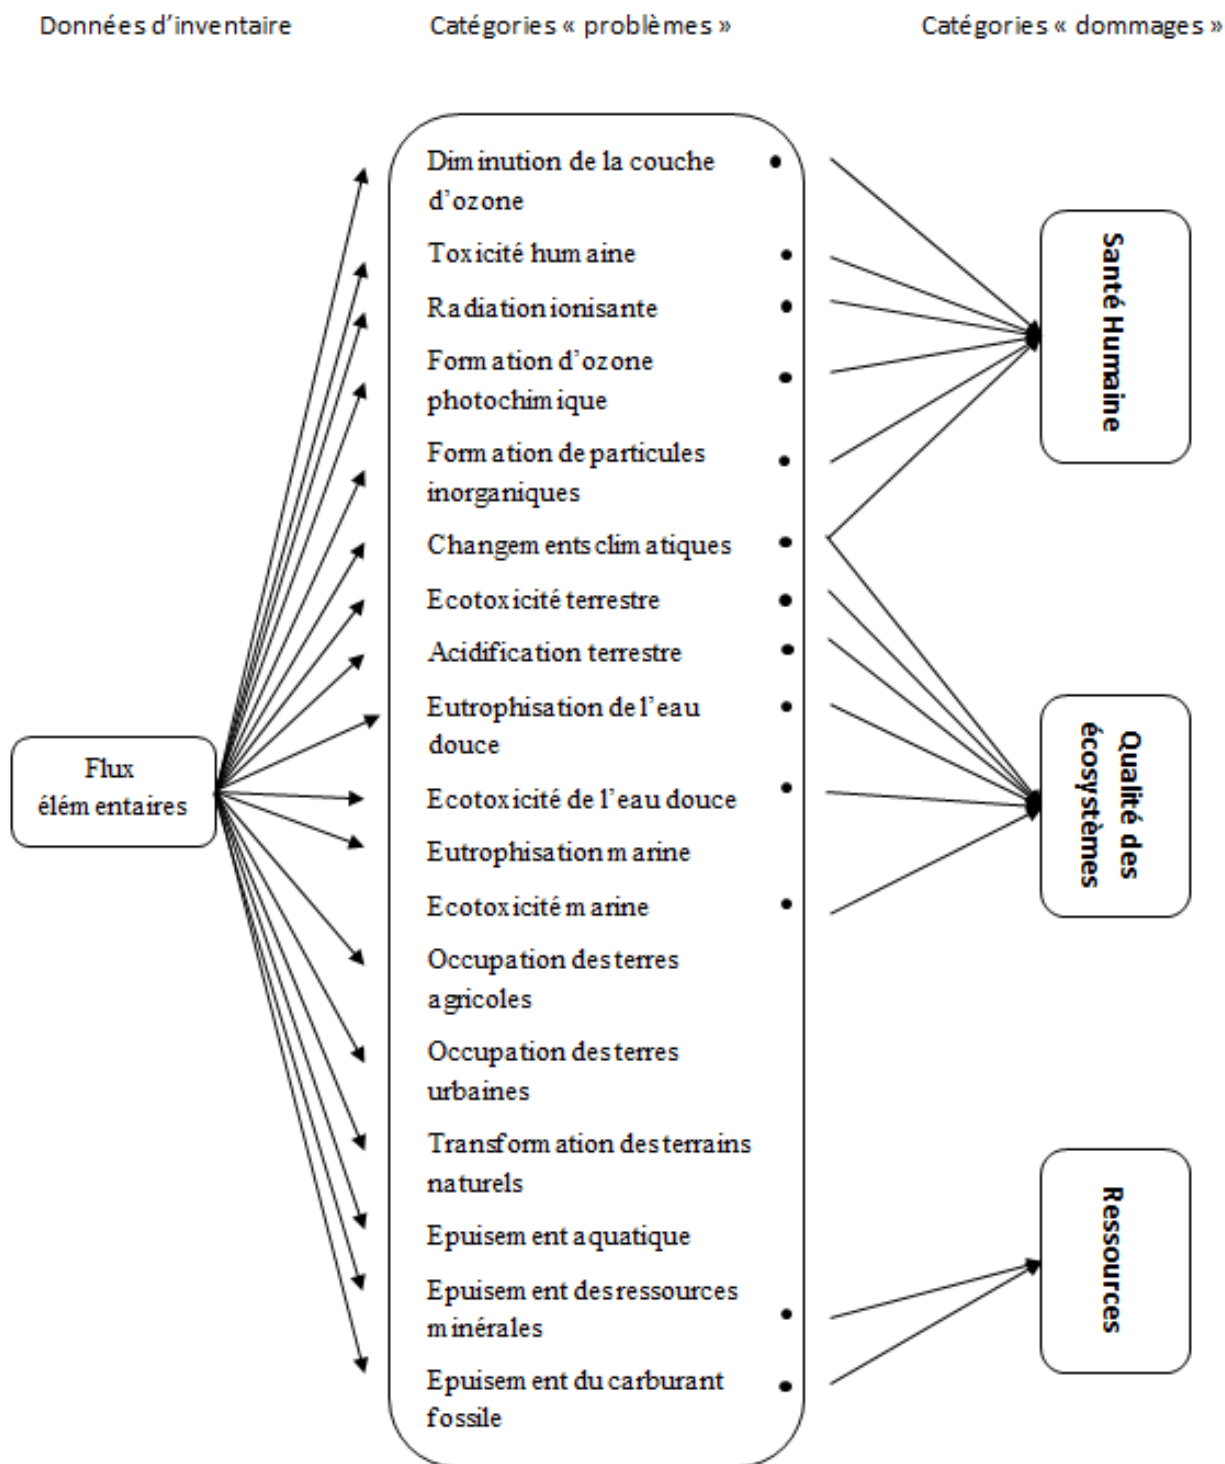 Données d'inventaire
Catégories « problèmes »
Catégories « dommages »
Flux
élémentaires
Diminution de la couche
d'ozone
Toxicité humaine
Radiation ionisante
Formation d'ozone
photochimique
Formation de particules
inorganiques
Changements climatiques
Ecotoxicité terrestre
Acidification terrestre
Eutrophisation de l'eau
douce
Ecotoxicité de l'eau douce
Eutrophisation marine
Ecotoxicité marine
Occupation des terres
agricoles
Occupation des terres
urbaines
Transformation des terrains
naturels
Epuisement aquatique
Epuisement des ressources
minérales
Epuisement du carburant
fossile
Santé Humaine
Qualité des
écosystèmes
Ressources